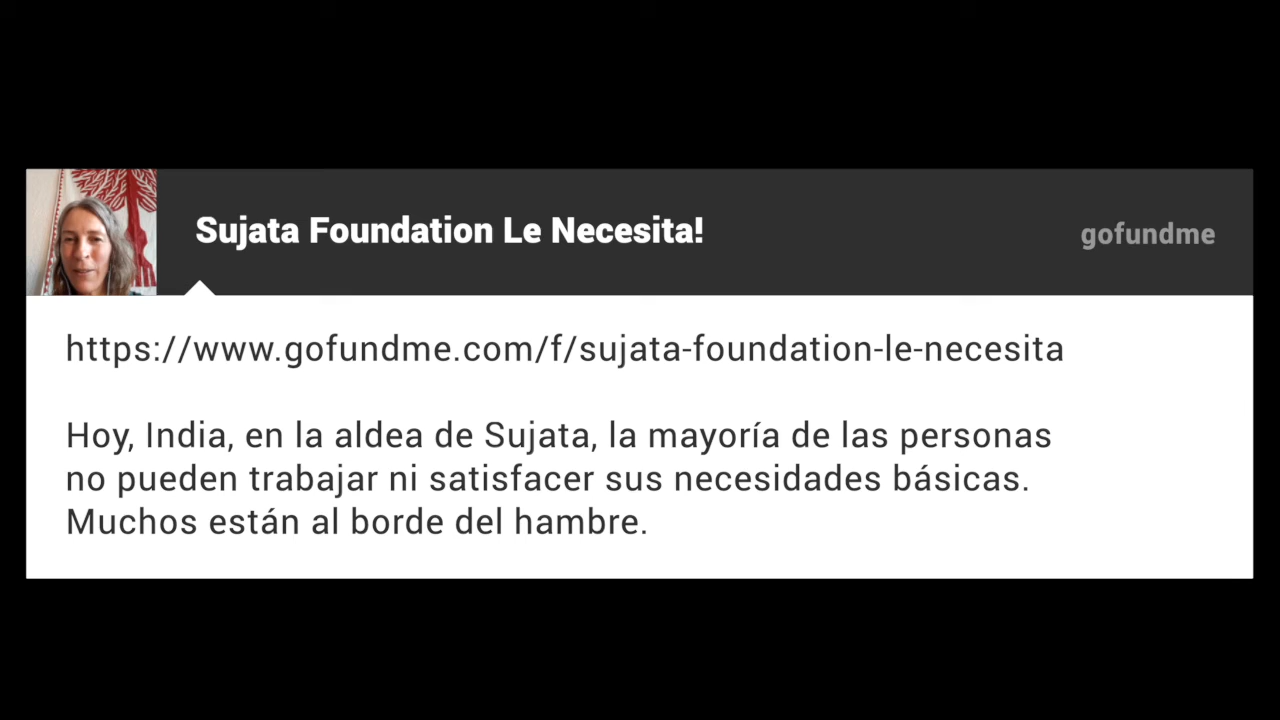 Sujata Foundation Le Necesita!
gofundme
https://www.gofundme.com/f/sujata-foundation-le-necesita
Hoy, India, en la aldea de Sujata, la mayoría de las personas
no pueden trabajar ni satisfacer sus necesidades básicas.
Muchos están al borde del hambre.